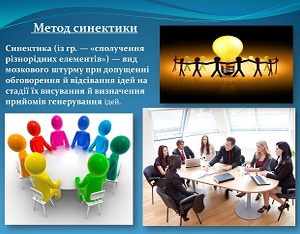 Метод синектики
Синектика (із гр. — «сполучення
різнорідних елементів») — вид
мозкового штурму при допущенні
обговорення й відсівання ідей на
стадії їх висування й визначення
прийомів генерування ідей.